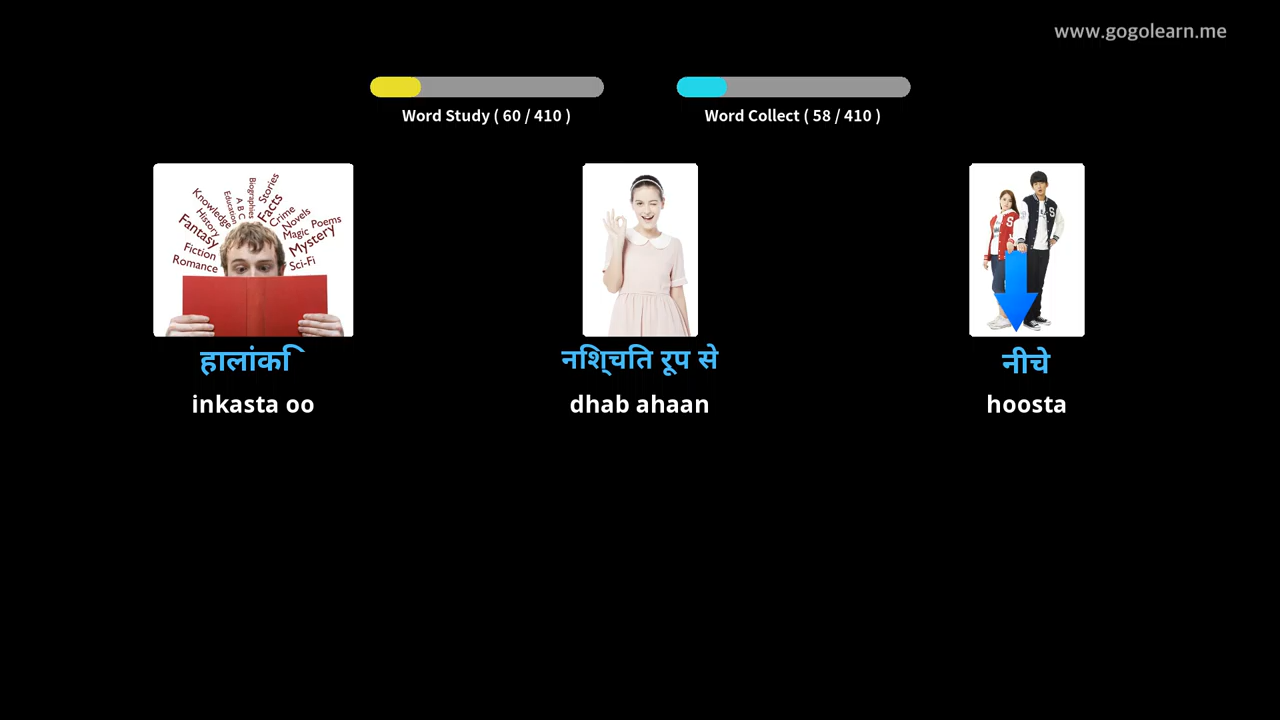 www.gogolearn.me
Word Study ( 60 / 410 )
Word Collect ( 58 / 410 )
Knowledge
Education
A B C
Biographies
Stories
Facts
Crime
Novels
Magic
Poems
Mystery
Sci-Fi
History
Fantasy
Fiction
Romance
S
S
हालांकि
निश्चित रूप से
नीचे
inkasta oo
dhab ahaan
hoosta